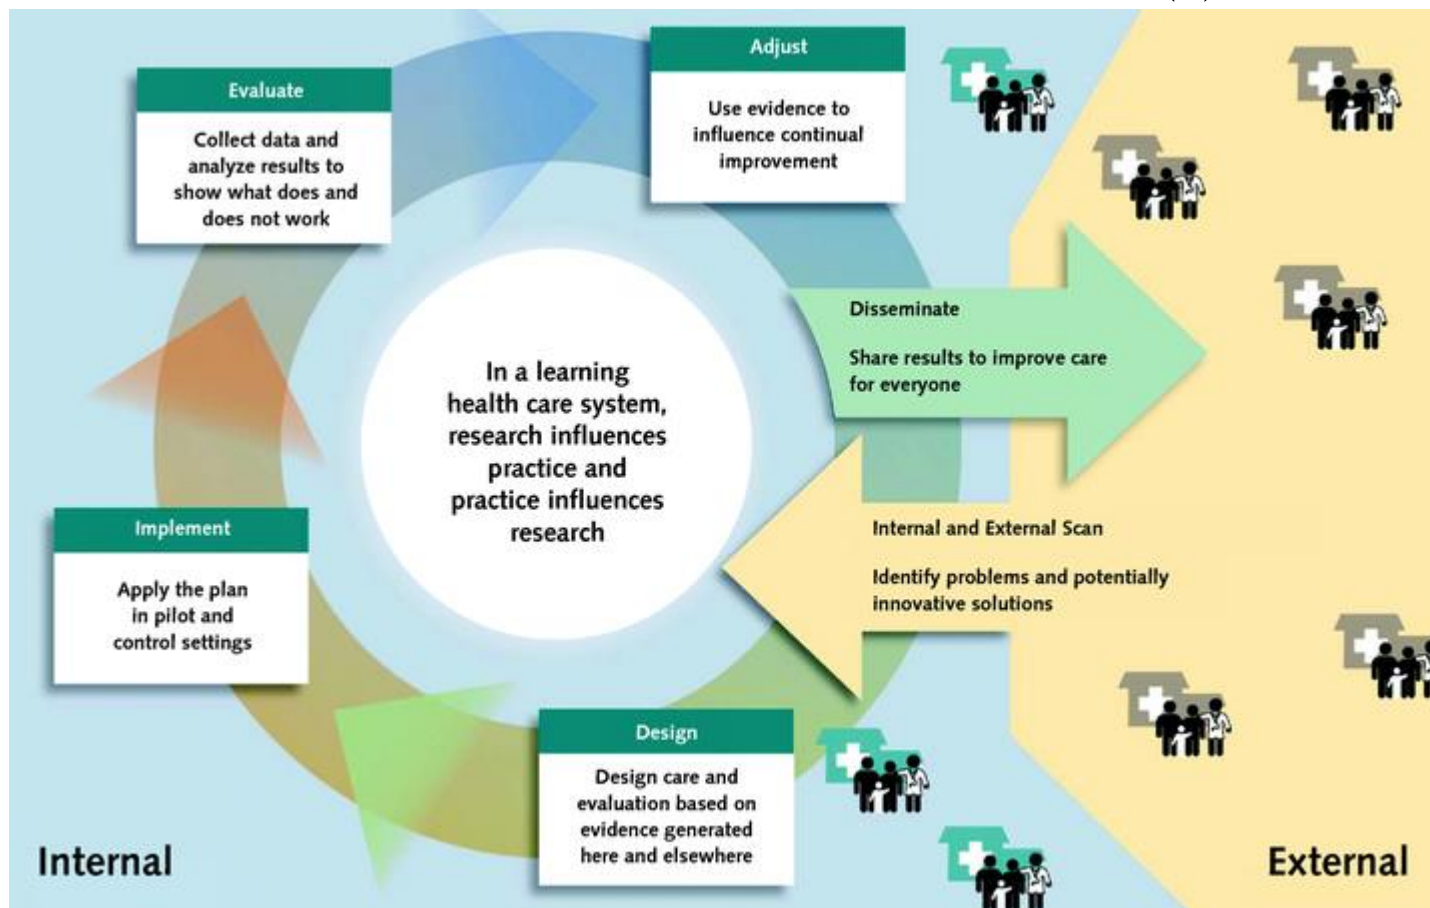 Adjust
Use evidence to
influence continual
improvement
Evaluate
Collect data and
analyze results to
show what does and
does not work
Disseminate
Share results to improve care
for everyone
In a learning
health care system,
research influences
practice and
practice influences
research
Internal and External Scan
Identify problems and potentially
innovative solutions
Implement
Apply the plan
in pilot and
control settings
Design
Design care and
evaluation based on
evidence generated
here and elsewhere
Internal
External